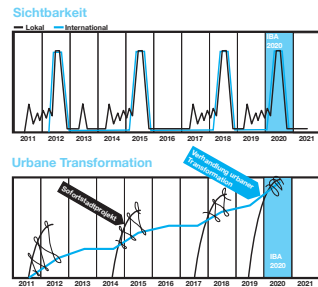 Sichtbarkeit
Lokal International
IBA
2020
2011 2012 2013 2014 2015 2016 2017 2018 2019 2020 2021
Urbane Transformation
Sofortstadtprojekt
Verhandlung urbaner
Transformation
IBA
2020
2011 2012 2013 2014 2015 2016 2017 2018 2019 2020 2021